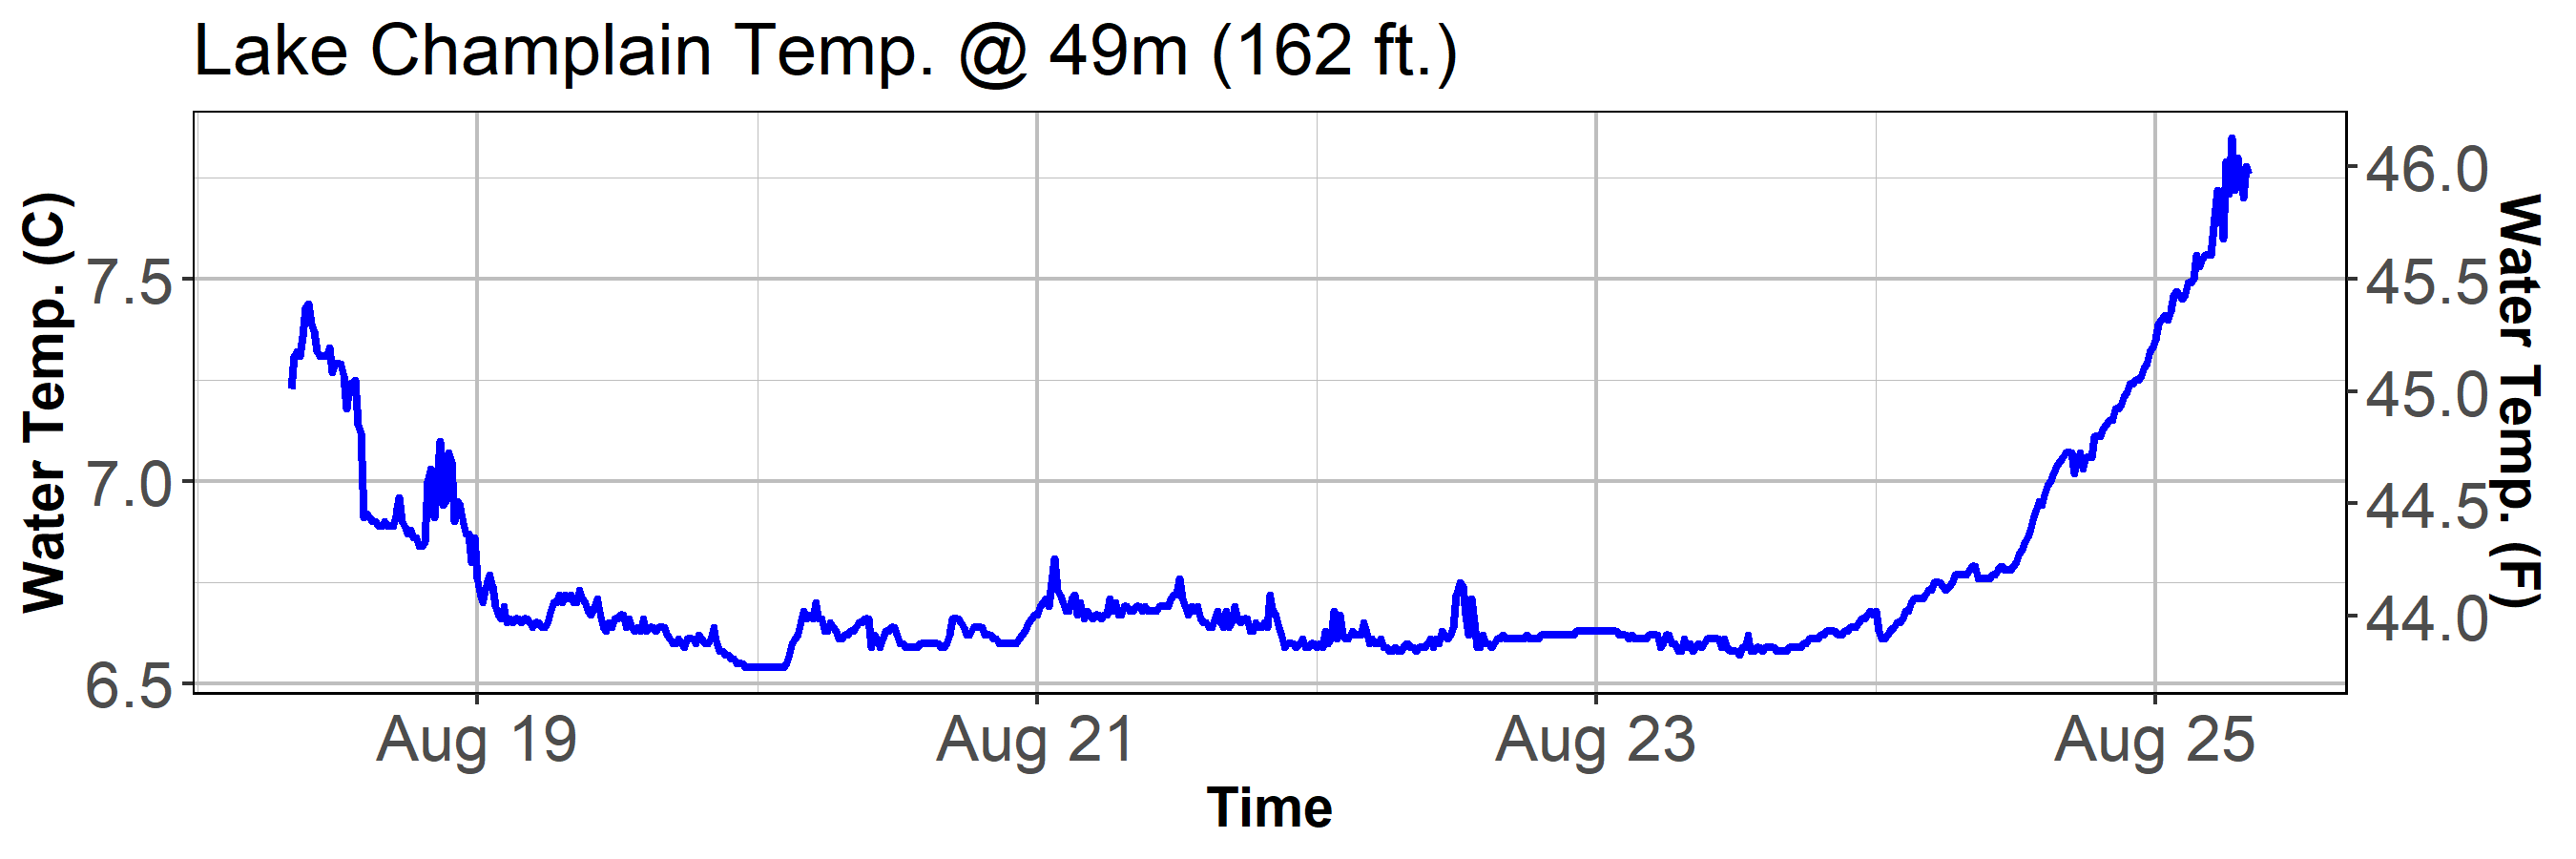 Lake Champlain Temp. @ 49m (162 ft.)
Water Temp. (C)
7.5
7.0
6.5
46.0
45.5
45.0
44.5
44.0
Water Temp. (F)
Aug 19 Aug 21 Aug 23 Aug 25
Time